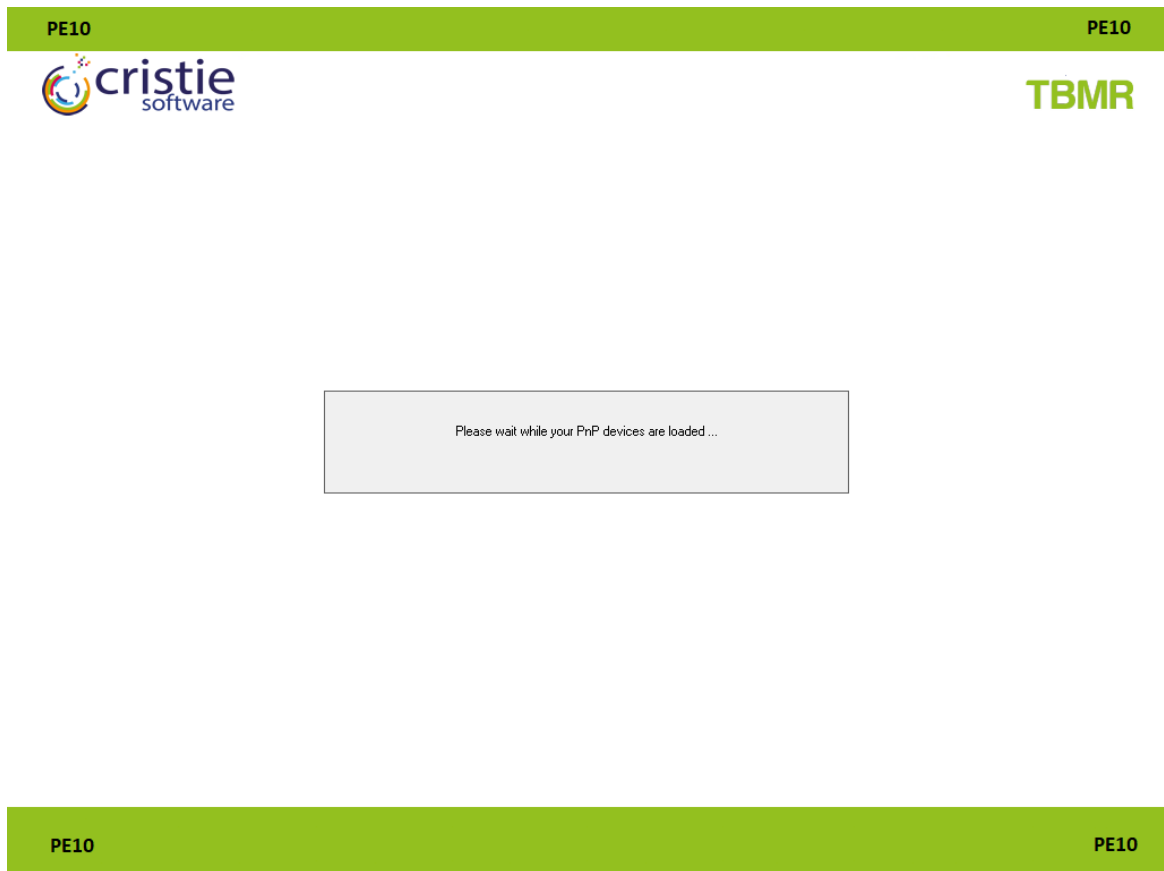 PE10 PE10
cristie
software
TBMR
Please wait while your PnP devices are loaded ...
PE10 PE10